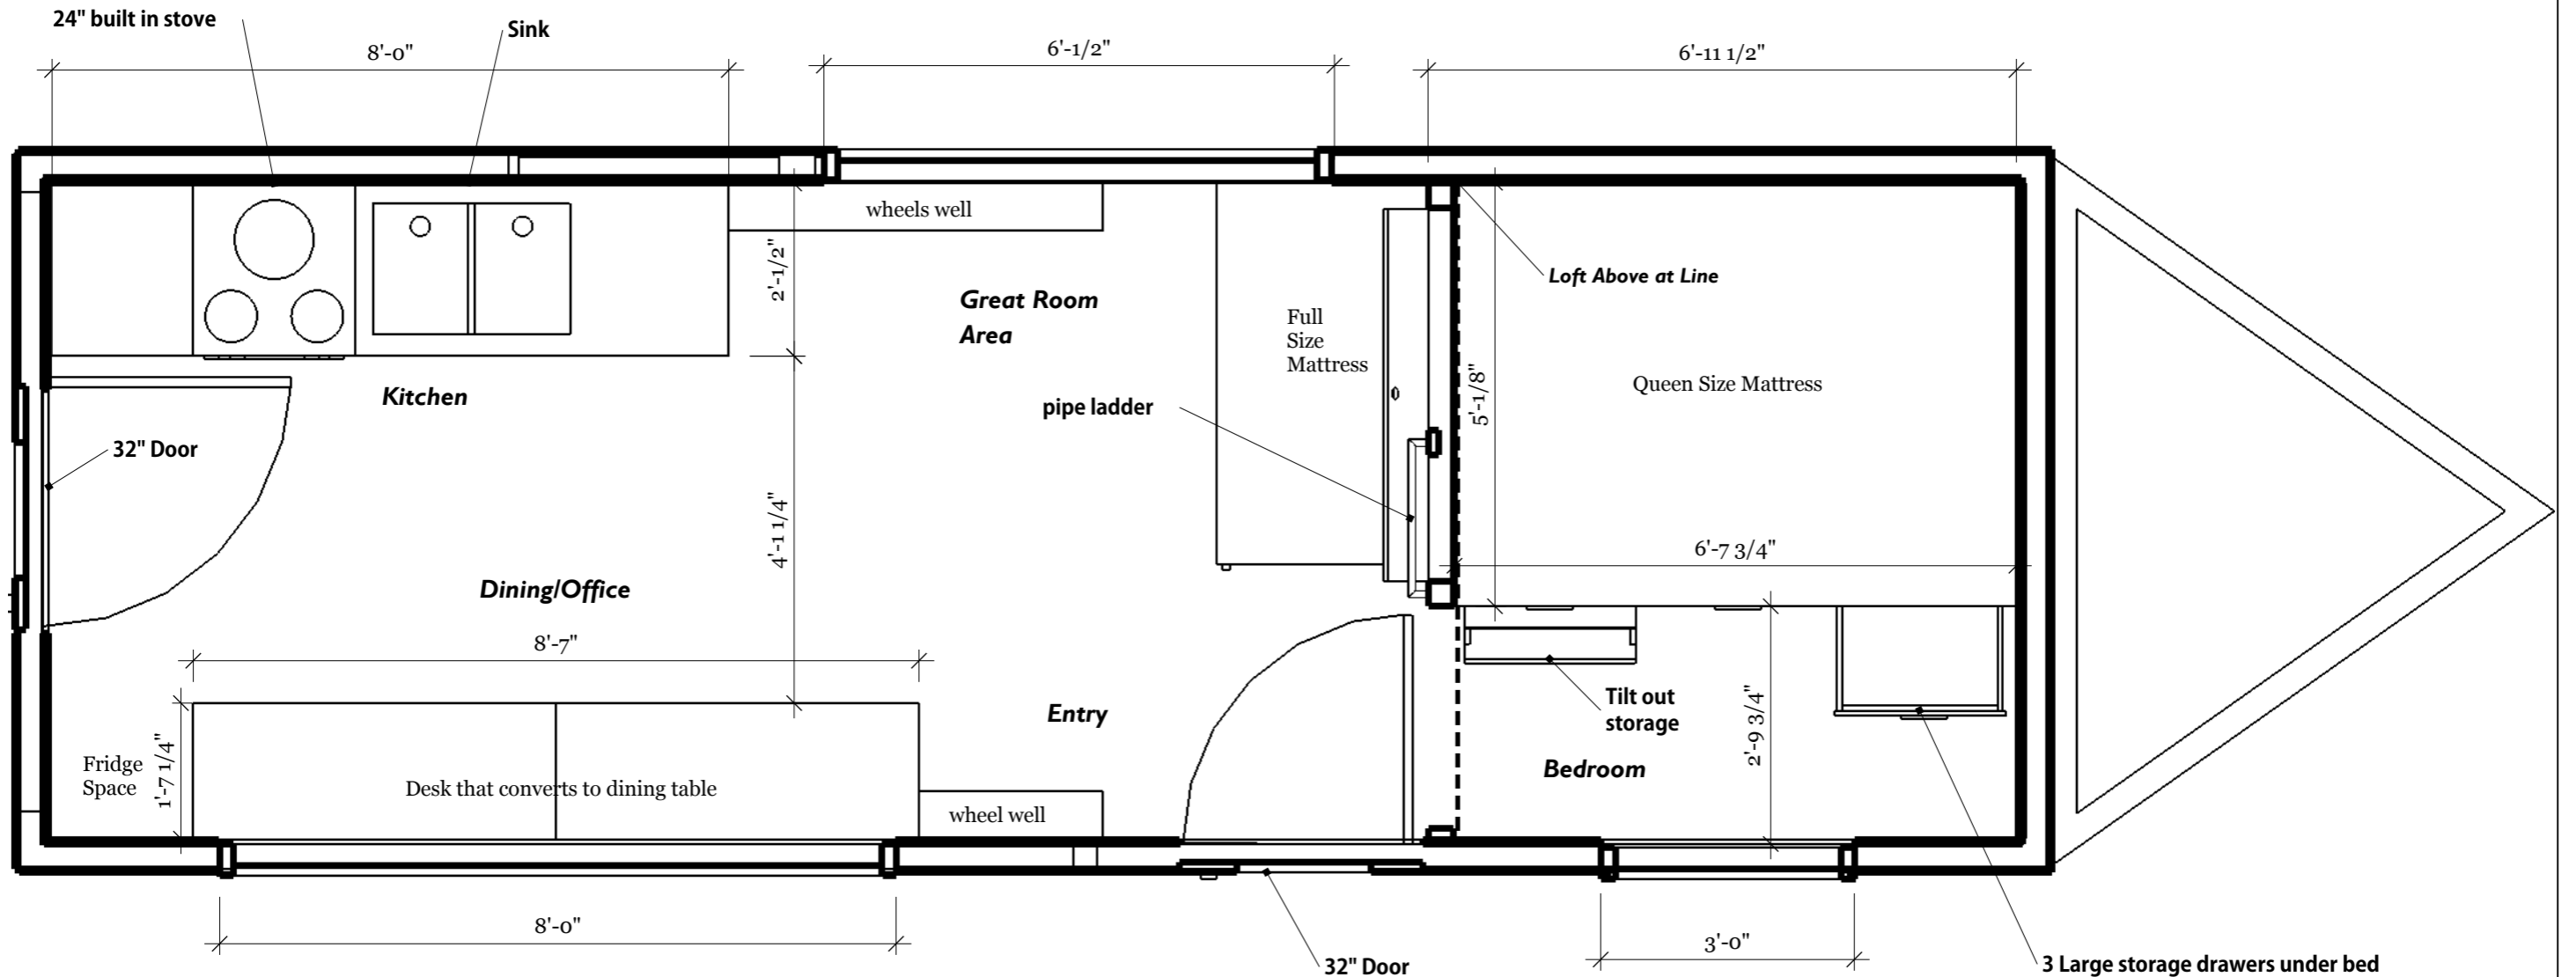 24" built in stove
Sink
8'-0"
6'-1/2"
6'-11 1/2"
wheels well
2'-1/2"
Great Room
Area
Full
Size
Mattress
Loft Above at Line
Queen Size Mattress
5'-1/8"
Kitchen
pipe ladder
32" Door
4'-1 1/4"
6'-7 3/4"
Dining/Office
8'-7"
Entry
Tilt out
storage
2'-9 3/4"
Bedroom
Fridge
Space
1'-7 1/4"
Desk that converts to dining table
wheel well
8'-0"
32" Door
3'-0"
3 Large storage drawers under bed